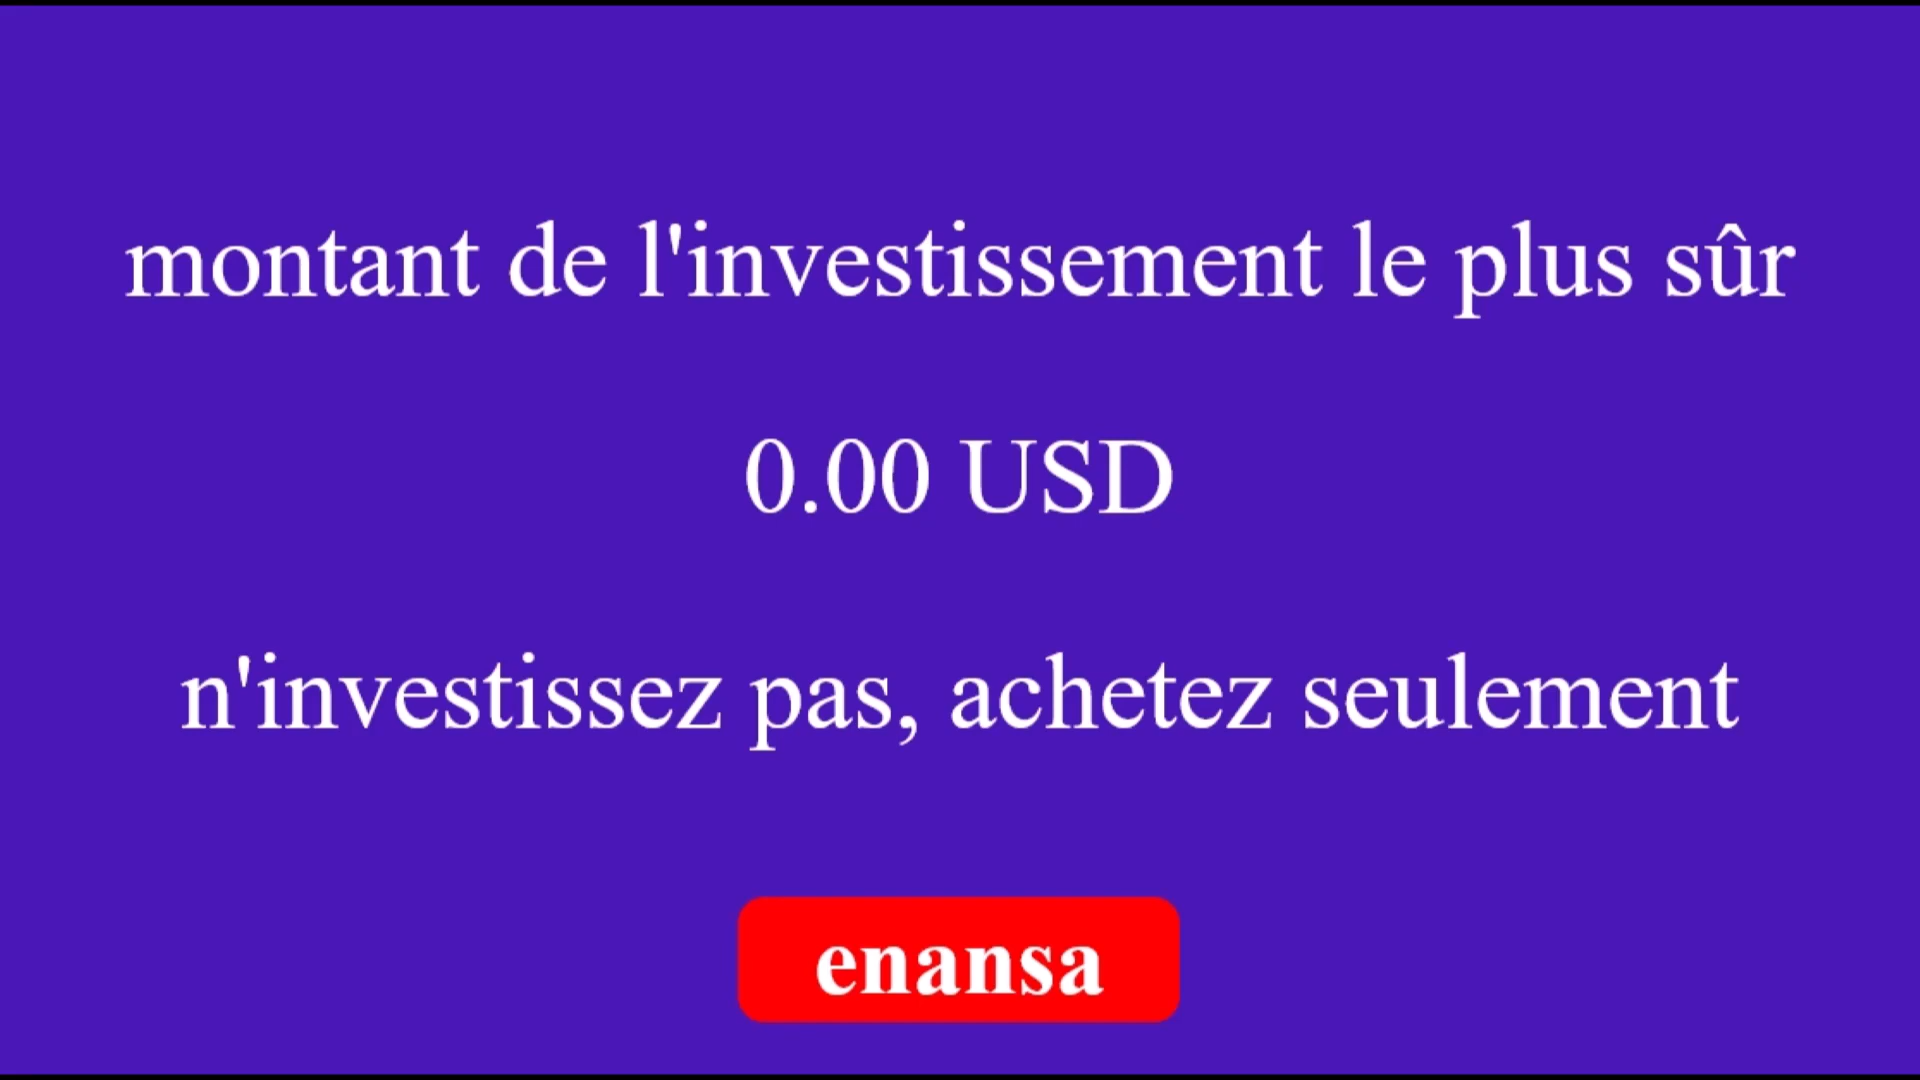 montant de l'investissement le plus sûr
0.00 USD
n'investissez pas, achetez seulement
enansa